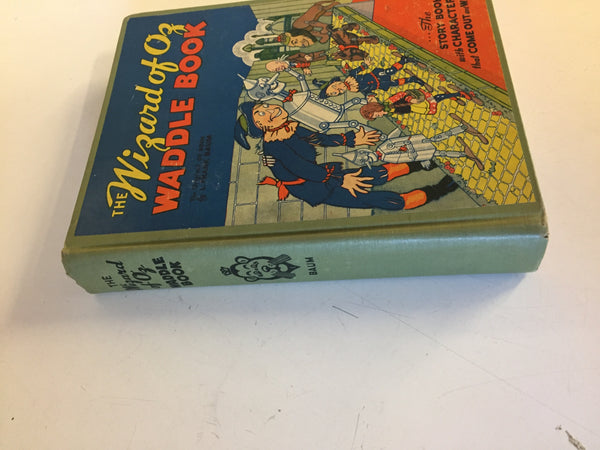 THE Wizard of Oz
WADDLE BOOK
... The
STORY BOOK
with CHARACTER
that COME OUT and W
THE
Wizard
of Oz
WADDLE
BOOK
BAUM